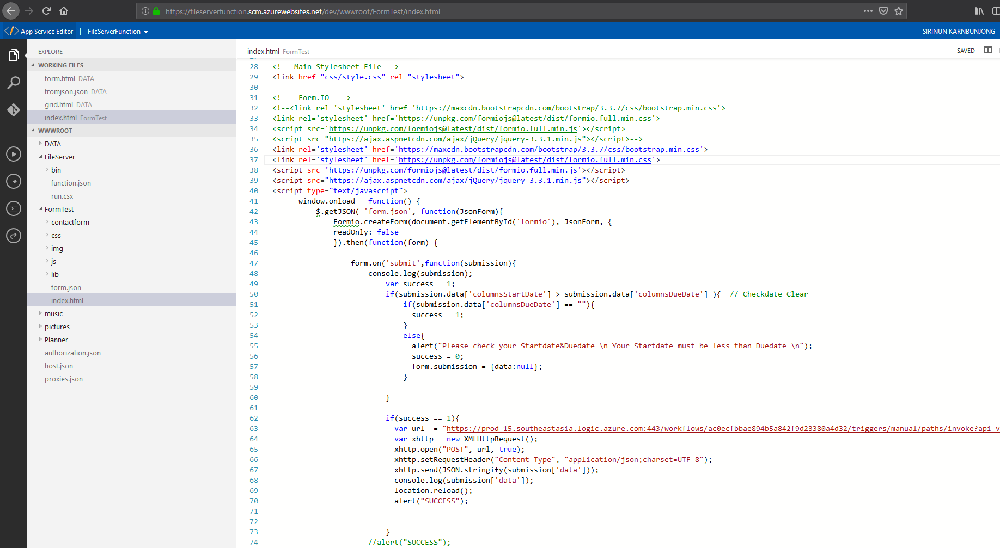 https://fileserverfunction.scm.azurewebsites.net/dev/wwwroot/FormTest/index.html
App Service Editor | FileServerFunction
SIRINUN KARNBUNJONG
EXPLORE
WORKING FILES
form.html DATA
fromjson.json DATA
grid.html DATA
index.html FormTest
WWWROOT
DATA
FileServer
bin
function.json
run.csx
FormTest
contactform
css
img
js
lib
form.json
index.html
music
pictures
Planner
authorization.json
host.json
proxies.json
index.html FormTest
SAVED
28 <!-- Main Stylesheet File -->
29 <link href="css/style.css" rel="stylesheet">
30
31 <!--  Form.IO  -->
32 <!--<link rel='stylesheet' href='https://maxcdn.bootstrapcdn.com/bootstrap/3.3.7/css/bootstrap.min.css'>
33 <link rel='stylesheet' href='https://unpkg.com/formiojs@latest/dist/formio.full.min.css'>
34 <script src='https://unpkg.com/formiojs@latest/dist/formio.full.min.js'></script>
35 <script src="https://ajax.aspnetcdn.com/ajax/jQuery/jquery-3.3.1.min.js"></script>-->
36 <link rel='stylesheet' href='https://maxcdn.bootstrapcdn.com/bootstrap/3.3.7/css/bootstrap.min.css'>
37 <link rel='stylesheet' href='https://unpkg.com/formiojs@latest/dist/formio.full.min.css'>
38 <script src='https://unpkg.com/formiojs@latest/dist/formio.full.min.js'></script>
39 <script src="https://ajax.aspnetcdn.com/ajax/jQuery/jquery-3.3.1.min.js"></script>
40 <script type="text/javascript">
41 window.onload = function() {
42 $.getJSON( 'form.json', function(JsonForm){
43 Formio.createForm(document.getElementById('formio'), JsonForm, {
44 readOnly: false
45 }).then(function(form) {
46
47 form.on('submit',function(submission){
48 console.log(submission);
49 var success = 1;
50 if(submission.data['columnsStartDate'] > submission.data['columnsDueDate'] ){  // Checkdate Clear
51 if(submission.data['columnsDueDate'] == ""){
52 success = 1;
53 }
54 else{
55 alert("Please check your Startdate&Duedate \n Your Startdate must be less than Duedate \n");
56 success = 0;
57 form.submission = {data:null};
58 }
59
60 }
61
62 if(success == 1){
63 var url  = "https://prod-15.southeastasia.logic.azure.com:443/workflows/ac0ecfbbae894b5a842f9d23380a4d32/triggers/manual/paths/invoke?api-v
64 var xhttp = new XMLHttpRequest();
65 xhttp.open("POST", url, true);
66 xhttp.setRequestHeader("Content-Type", "application/json;charset=UTF-8");
67 xhttp.send(JSON.stringify(submission['data']));
68 console.log(submission['data']);
69 location.reload();
70 alert("SUCCESS");
71
72
73 }
74 //alert("SUCCESS");